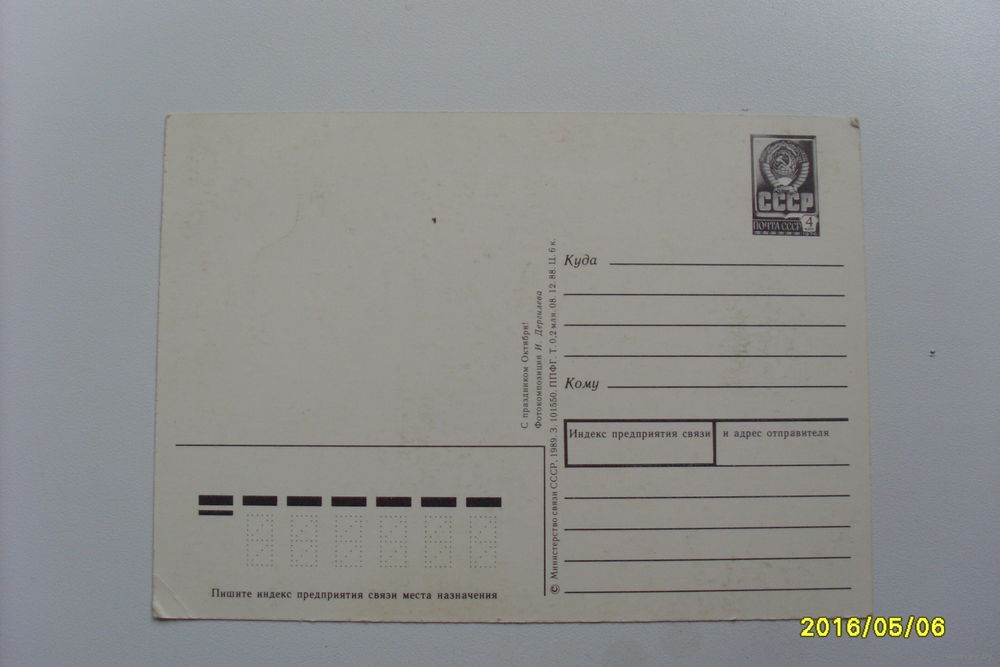 СССР
ПОЧТА СССР
4
Куда
Кому
Индекс предприятия связи и адрес отправителя
С праздником Октября!
Фотокомпозиция И. Дергилева
© Министерство связи СССР, 1989. З. 101550. ППФГ. Т. 0,2 млн. 08. 12. 88. Ц. 6 к.
Пишите индекс предприятия связи места назначения
2016/05/06